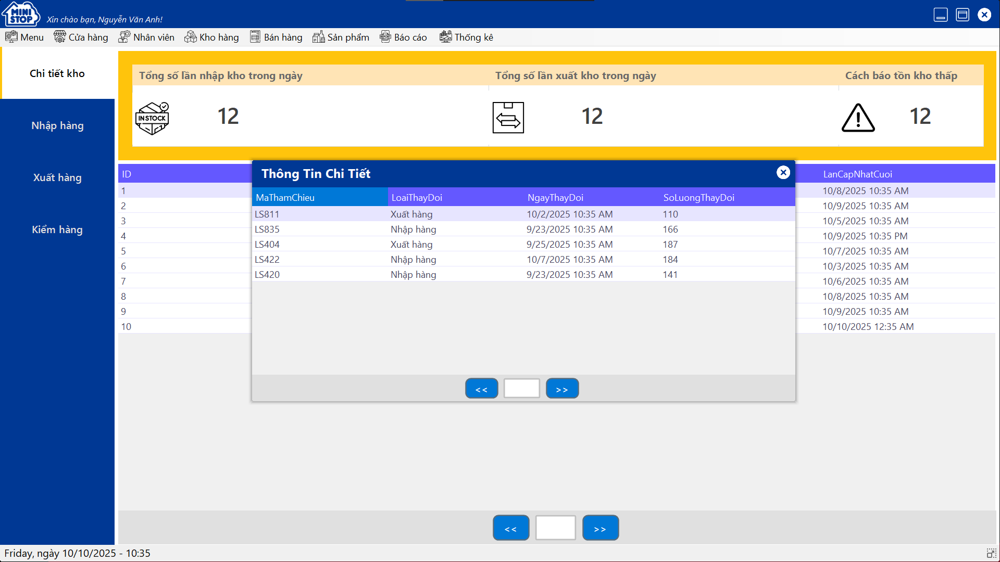 MINI
STOP
Xin chào bạn, Nguyễn Văn Anh!
Menu Cửa hàng Nhân viên Kho hàng Bán hàng Sản phẩm Báo cáo Thống kê
Chi tiết kho
Nhập hàng
Xuất hàng
Kiểm hàng
Tổng số lần nhập kho trong ngày Tổng số lần xuất kho trong ngày Cách báo tồn kho thấp
IN STOCK 12 12 12
ID LanCapNhatCuoi
1 10/8/2025 10:35 AM
2 10/9/2025 10:35 AM
3 10/5/2025 10:35 AM
4 10/9/2025 10:35 PM
5 10/7/2025 10:35 AM
6 10/3/2025 10:35 AM
7 10/6/2025 10:35 AM
8 10/8/2025 10:35 AM
9 10/9/2025 10:35 AM
10 10/10/2025 12:35 AM
Thông Tin Chi Tiết
MaThamChieu LoaiThayDoi NgayThayDoi SoLuongThayDoi
LS811 Xuất hàng 10/2/2025 10:35 AM 110
LS835 Nhập hàng 9/23/2025 10:35 AM 166
LS404 Xuất hàng 9/25/2025 10:35 AM 187
LS422 Nhập hàng 10/7/2025 10:35 AM 184
LS420 Nhập hàng 9/23/2025 10:35 AM 141
<< >>
<< >>
Friday, ngày 10/10/2025 - 10:35